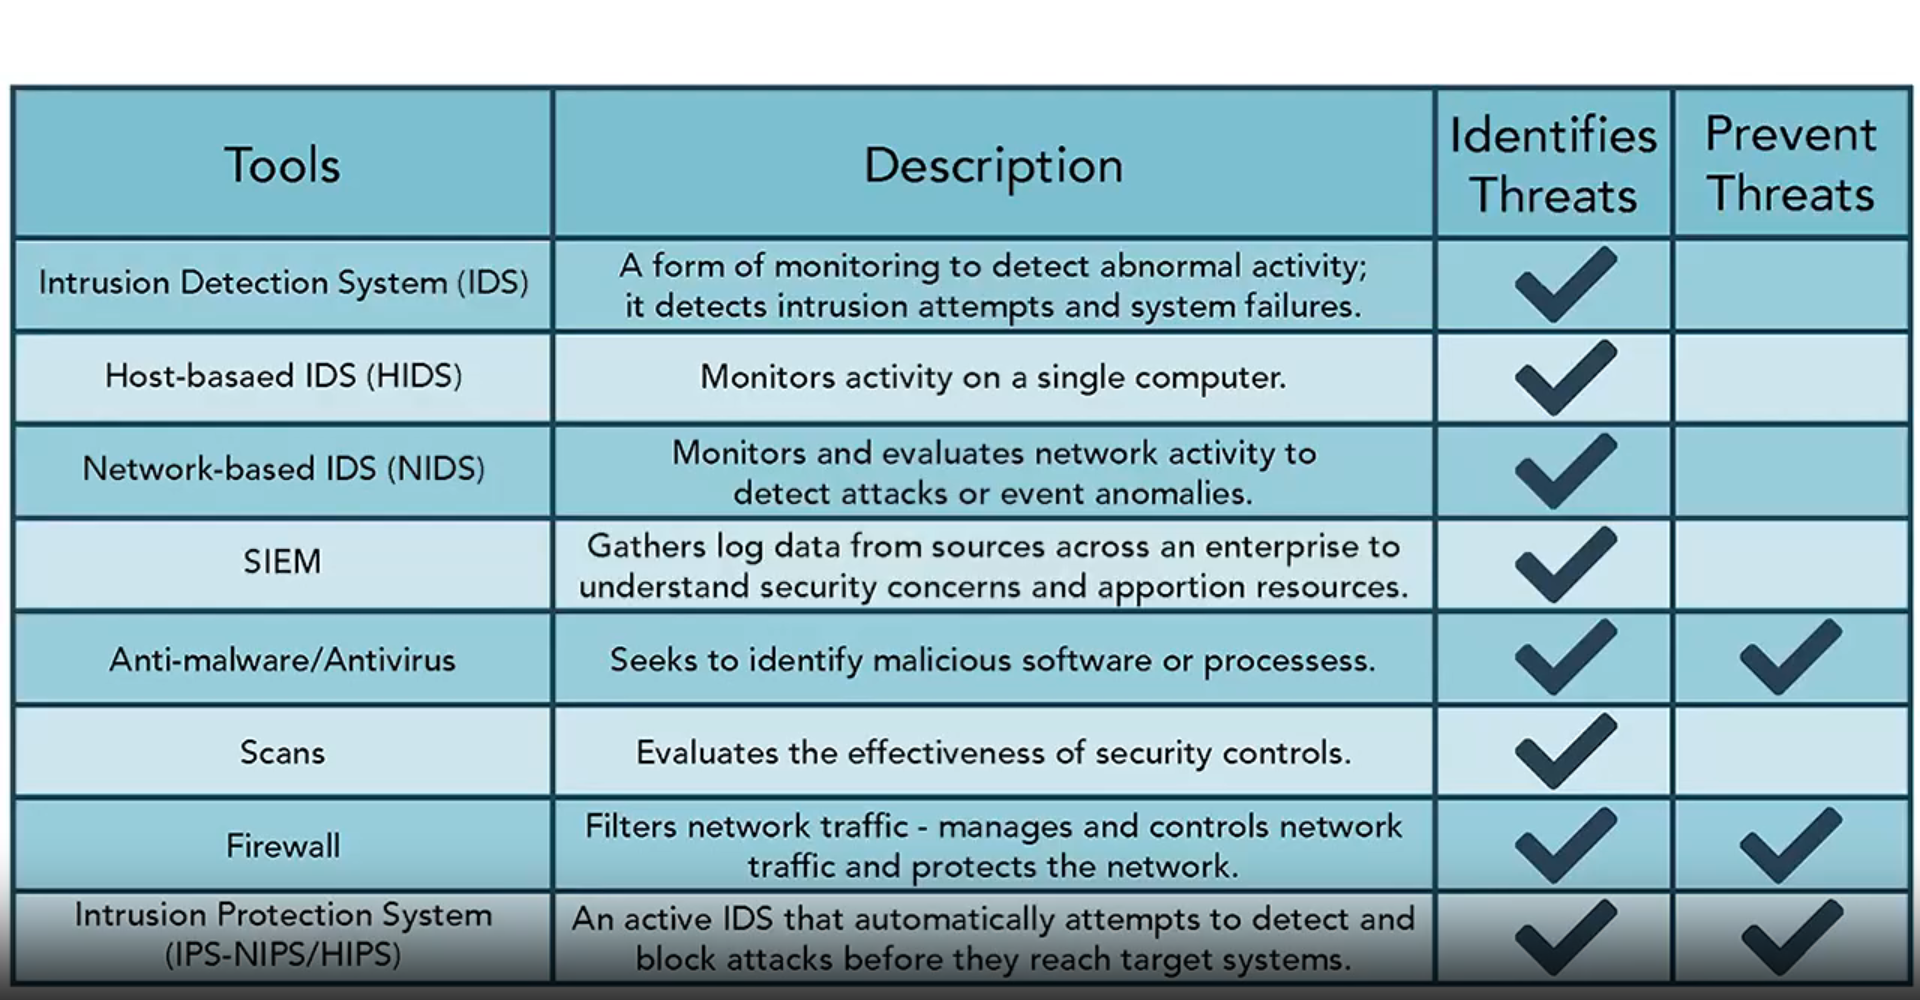 Tools
Description
Identifies
Threats
Prevent
Threats
Intrusion Detection System (IDS)
A form of monitoring to detect abnormal activity;
it detects intrusion attempts and system failures.
Host-basaed IDS (HIDS)
Monitors activity on a single computer.
Network-based IDS (NIDS)
Monitors and evaluates network activity to
detect attacks or event anomalies.
SIEM
Gathers log data from sources across an enterprise to
understand security concerns and apportion resources.
Anti-malware/Antivirus
Seeks to identify malicious software or processess.
Scans
Evaluates the effectiveness of security controls.
Firewall
Filters network traffic - manages and controls network
traffic and protects the network.
Intrusion Protection System
(IPS-NIPS/HIPS)
An active IDS that automatically attempts to detect and
block attacks before they reach target systems.